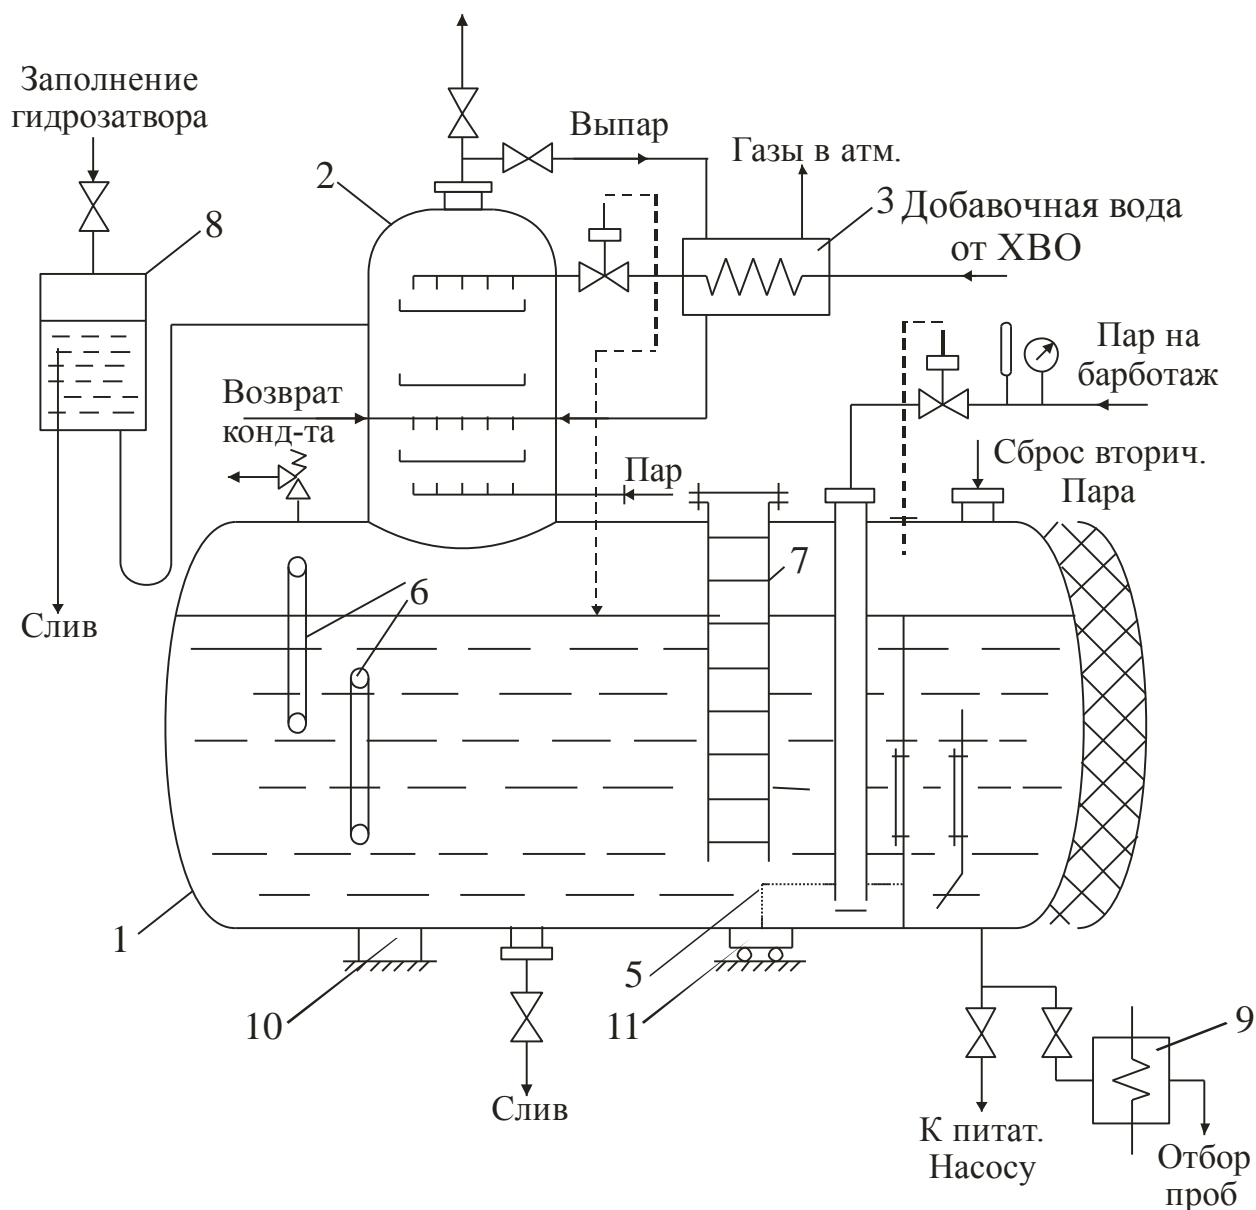 Заполнение
гидрозатвора
Выпар
Газы в атм.
2
3
Добавочная вода
от ХВО
8
Пар на
барботаж
Возврат
конд-та
Сброс вторич.
Пара
Пар
7
6
Слив
1
5
10
11
9
Слив
К питат.
Насосу
Отбор
проб